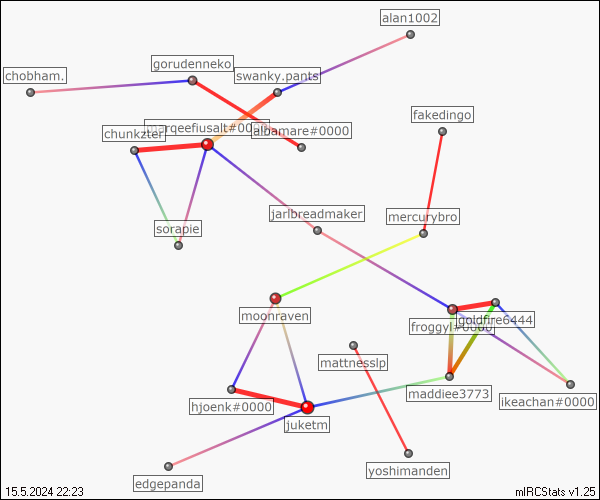 alan1002
gorudenneko
chobham.
swanky.pants
fakedingo
chunkzter
marqeefiusalt#0000
albamare#0000
jarlbreadmaker
mercurybro
sorapie
moonraven
goldfire6444
froggyl#0000
mattnesslp
maddiee3773
ikeachan#0000
hjoenk#0000
juketm
yoshimanden
edgepanda
15.5.2024 22:23
mIRCStats v1.25